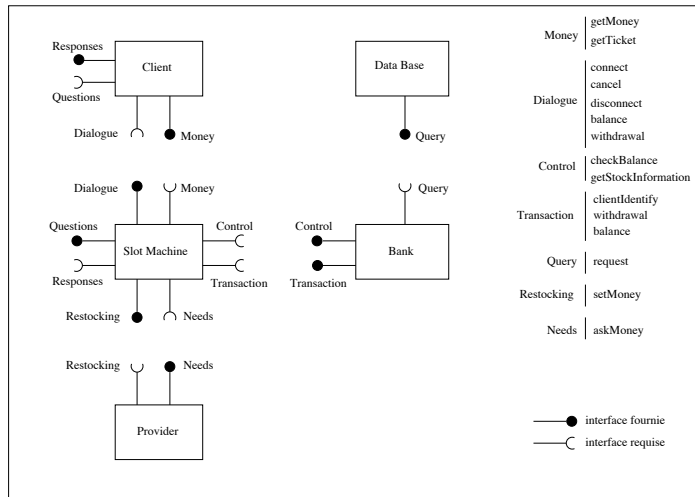 Responses
Client
Questions
Dialogue
Money
Data Base
Query
Dialogue
Money
Questions
Control
Slot Machine
Responses
Transaction
Restocking
Needs
Query
Control
Bank
Transaction
Restocking
Needs
Provider
Money
getMoney
getTicket
Dialogue
connect
cancel
disconnect
balance
withdrawal
Control
checkBalance
getStockInformation
Transaction
clientIdentify
withdrawal
balance
Query
request
Restocking
setMoney
Needs
askMoney
interface fournie
interface requise